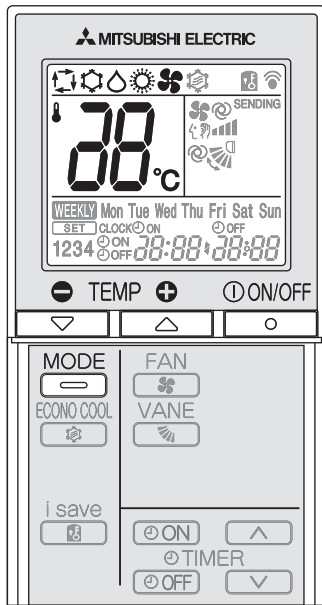 MITSUBISHI ELECTRIC
SENDING
88°C
WEEKLY Mon Tue Wed Thu Fri Sat Sun
SET CLOCK ON OFF
1234 ON OFF 88:88 88:88
TEMP ON/OFF
MODE FAN
ECONO COOL VANE
i save
ON
TIMER
OFF